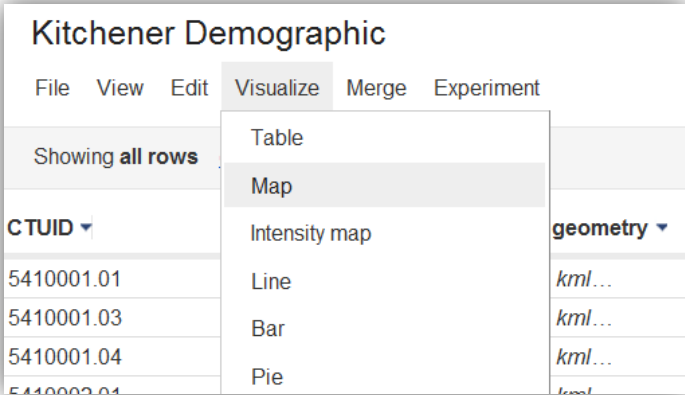 Kitchener Demographic
File View Edit Visualize Merge Experiment
Showing all rows
Table
Map
Intensity map
Line
Bar
Pie
CTUID geometry
5410001.01 kml...
5410001.03 kml...
5410001.04 kml...